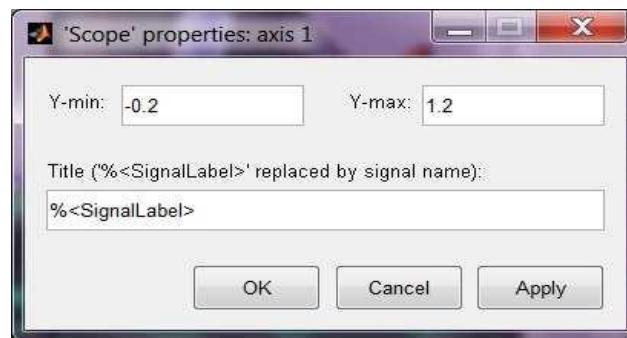 'Scope' properties: axis 1
Y-min: -0.2 Y-max: 1.2
Title ('%<SignalLabel>' replaced by signal name):
%<SignalLabel>
OK Cancel Apply